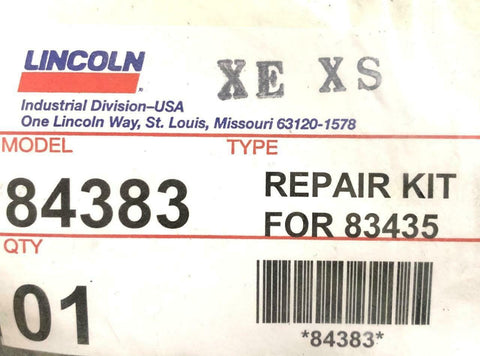 LINCOLN
XE XS
Industrial Division–USA
One Lincoln Way, St. Louis, Missouri 63120-1578
MODEL
TYPE
84383
REPAIR KIT
FOR 83435
QTY
01
*84383*